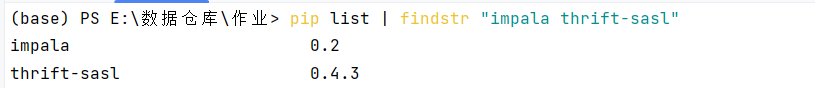 (base) PS E:\数据仓库\作业> pip list | findstr "impala thrift-sasl"
impala                         0.2
thrift-sasl                    0.4.3